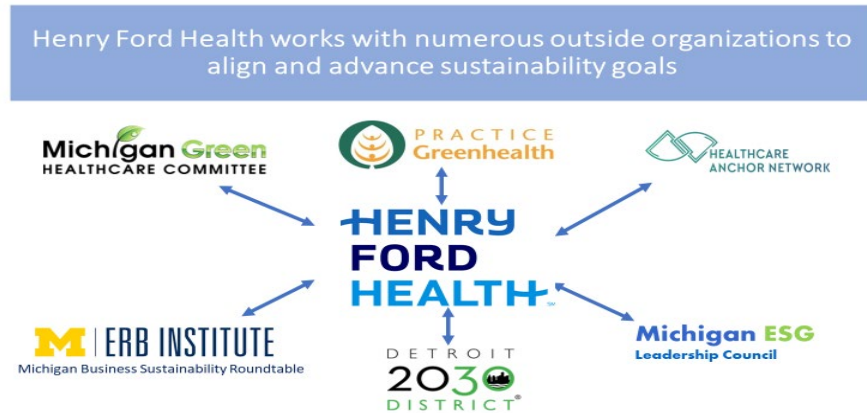 Henry Ford Health works with numerous outside organizations to
align and advance sustainability goals
Michigan Green
HEALTHCARE COMMITTEE
PRACTICE
Greenhealth
HEALTHCARE
ANCHOR NETWORK
HENRY
FORD
HEALTH
SM
M | ERB INSTITUTE
Michigan Business Sustainability Roundtable
DETROIT
2030
DISTRICT®
Michigan ESG
Leadership Council